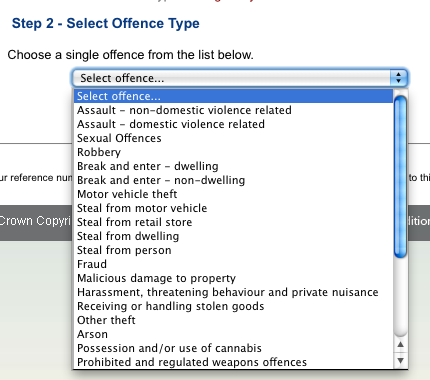 Step 2 - Select Offence Type
Choose a single offence from the list below.
Select offence...
Select offence...
Assault - non-domestic violence related
Assault - domestic violence related
Sexual Offences
Robbery
Break and enter - dwelling
Break and enter - non-dwelling
Motor vehicle theft
Steal from motor vehicle
Steal from retail store
Steal from dwelling
Steal from person
Fraud
Malicious damage to property
Harassment, threatening behaviour and private nuisance
Receiving or handling stolen goods
Other theft
Arson
Possession and/or use of cannabis
Prohibited and regulated weapons offences
ur reference num
to thi
Crown Copyri
lition